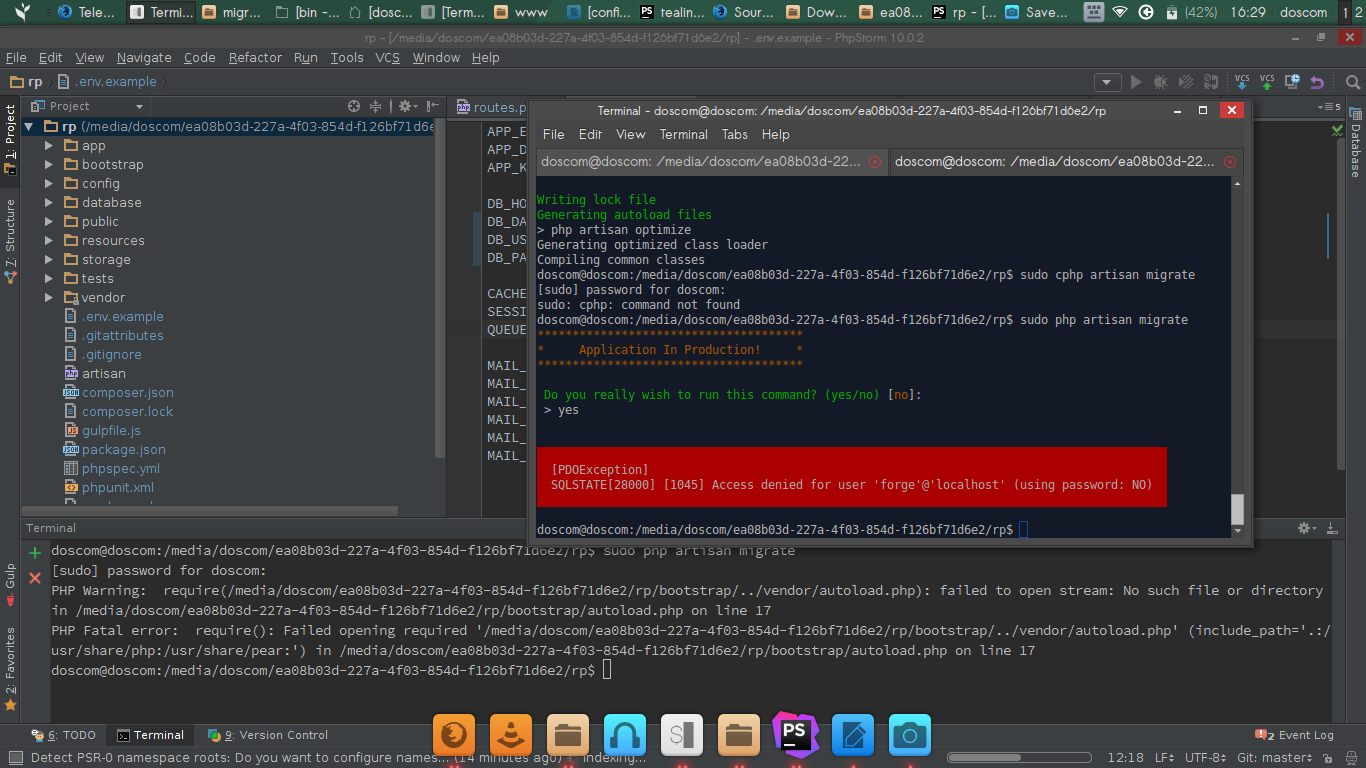 Tele...
Termi...
migr...
[bin -...
[dosc...
[Term...
www
[confi...
tealin...
Sour...
Dow...
ea08...
rp - [...
Save...
(42%)
16:29
doscom
1 2
rp - [/media/doscom/ea08b03d-227a-4f03-854d-f126bf71d6e2/rp] - .env.example - PhpStorm 10.0.2
File Edit View Navigate Code Refactor Run Tools VCS Window Help
rp .env.example
VCS VCS
Project
routes.p
5
1: Project
7: Structure
Gulp
2: Favorites
Database
rp (/media/doscom/ea08b03d-227a-4f03-854d-f126bf71d6e
app
bootstrap
config
database
public
resources
storage
tests
vendor
.env.example
.gitattributes
.gitignore
artisan
composer.json
composer.lock
gulpfile.js
package.json
phpspec.yml
phpunit.xml
APP_E
APP_D
APP_K
DB_HO
DB_DA
DB_US
DB_PA
CACHE
SESSI
QUEUE
MAIL_
MAIL_
MAIL_
MAIL_
MAIL_
MAIL_
Terminal - doscom@doscom: /media/doscom/ea08b03d-227a-4f03-854d-f126bf71d6e2/rp
File Edit View Terminal Tabs Help
doscom@doscom: /media/doscom/ea08b03d-22...
doscom@doscom: /media/doscom/ea08b03d-22...
Writing lock file
Generating autoload files
> php artisan optimize
Generating optimized class loader
Compiling common classes
doscom@doscom:/media/doscom/ea08b03d-227a-4f03-854d-f126bf71d6e2/rp$ sudo cphp artisan migrate
[sudo] password for doscom:
sudo: cphp: command not found
doscom@doscom:/media/doscom/ea08b03d-227a-4f03-854d-f126bf71d6e2/rp$ sudo php artisan migrate
**************************************
*     Application In Production!     *
**************************************
Do you really wish to run this command? (yes/no) [no]:
> yes
[PDOException]
SQLSTATE[28000] [1045] Access denied for user 'forge'@'localhost' (using password: NO)
doscom@doscom:/media/doscom/ea08b03d-227a-4f03-854d-f126bf71d6e2/rp$
Terminal
doscom@doscom:/media/doscom/ea08b03d-227a-4f03-854d-f126bf71d6e2/rp$ sudo php artisan migrate
[sudo] password for doscom:
PHP Warning:  require(/media/doscom/ea08b03d-227a-4f03-854d-f126bf71d6e2/rp/bootstrap/../vendor/autoload.php): failed to open stream: No such file or directory
in /media/doscom/ea08b03d-227a-4f03-854d-f126bf71d6e2/rp/bootstrap/autoload.php on line 17
PHP Fatal error:  require(): Failed opening required '/media/doscom/ea08b03d-227a-4f03-854d-f126bf71d6e2/rp/bootstrap/../vendor/autoload.php' (include_path='.:/
usr/share/php:/usr/share/pear:') in /media/doscom/ea08b03d-227a-4f03-854d-f126bf71d6e2/rp/bootstrap/autoload.php on line 17
doscom@doscom:/media/doscom/ea08b03d-227a-4f03-854d-f126bf71d6e2/rp$
6: TODO
Terminal
9: Version Control
PS
2 Event Log
Detect PSR-0 namespace roots: Do you want to configure names... (14 minutes ago)
Indexing...
12:18 LF UTF-8 Git: master